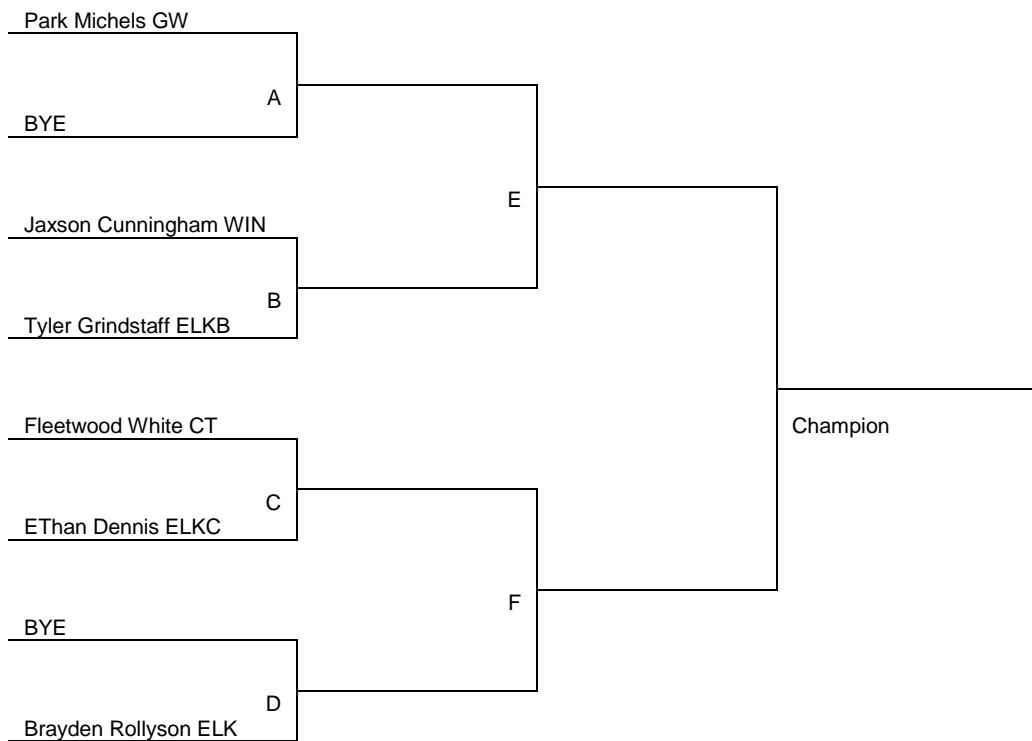 Park Michels GW
A
BYE
E
Jaxson Cunningham WIN
B
Tyler Grindstaff ELKB
Fleetwood White CT
Champion
C
EThan Dennis ELKC
F
BYE
D
Brayden Rollyson ELK